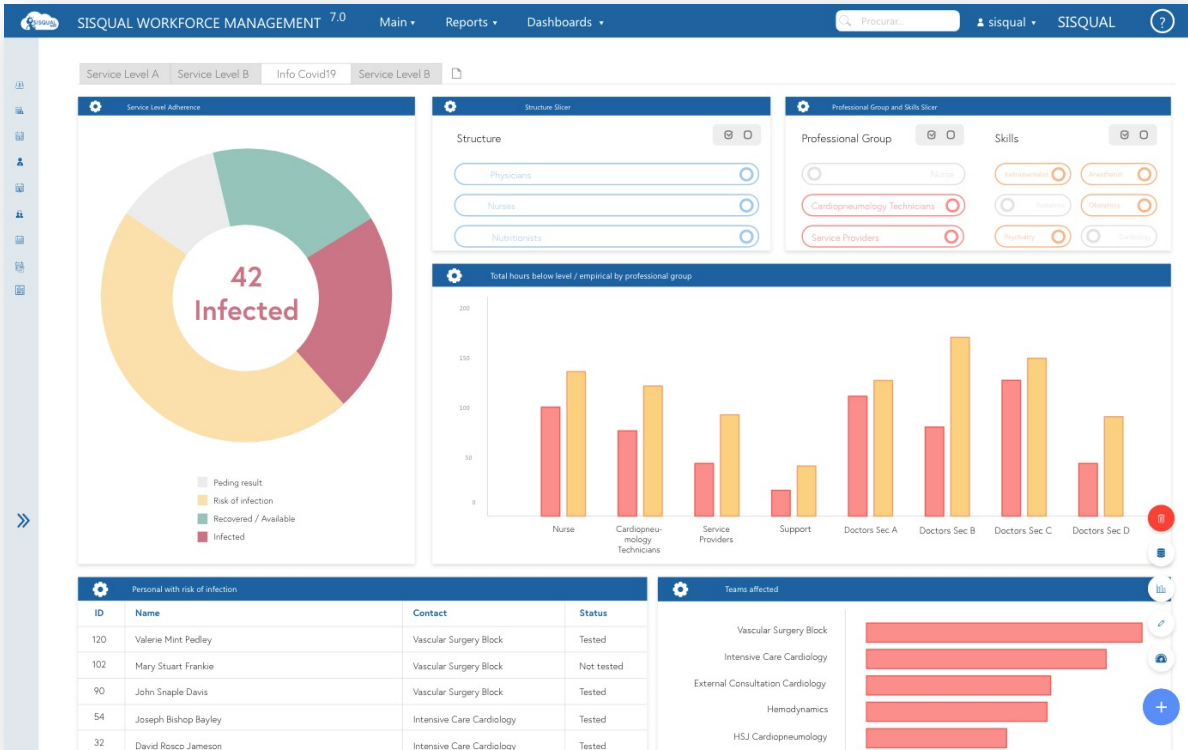 SISQUAL
SISQUAL WORKFORCE MANAGEMENT 7.0
Main
Reports
Dashboards
Procurar..
sisqual
SISQUAL
?
Service Level A
Service Level B
Info Covid19
Service Level B
Service Level Adherence
42
Infected
Peding result
Risk of infection
Recovered / Available
Infected
Structure Slicer
Structure
Physicians
Nurses
Nutritionists
Professional Group and Skills Slicer
Professional Group
Skills
Nurse
Cardiopneumology Technicians
Service Providers
Instrumentalist
Anesthesist
Obstetrics
Psychiatry
Total hours below level / empirical by professional group
200
150
100
50
0
Nurse
Cardiopneu-
mology
Technicians
Service
Providers
Support
Doctors Sec A
Doctors Sec B
Doctors Sec C
Doctors Sec D
Personal with risk of infection
ID Name Contact Status
120 Valerie Mint Pedley Vascular Surgery Block Tested
102 Mary Stuart Frankie Vascular Surgery Block Not tested
90 John Snaple Davis Vascular Surgery Block Tested
54 Joseph Bishop Bayley Intensive Care Cardiology Tested
32 David Rosco Jameson Intensive Care Cardiology Tested
Teams affected
Vascular Surgery Block
Intensive Care Cardiology
External Consultation Cardiology
Hemodynamics
HSJ Cardiopneumology